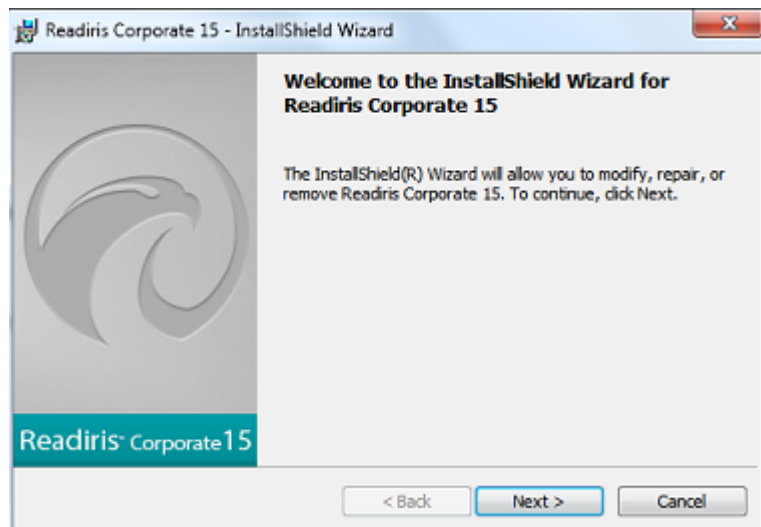 Readiris Corporate 15 - InstallShield Wizard
Welcome to the InstallShield Wizard for
Readiris Corporate 15
The InstallShield(R) Wizard will allow you to modify, repair, or
remove Readiris Corporate 15. To continue, click Next.
Readiris™ Corporate 15
< Back
Next >
Cancel